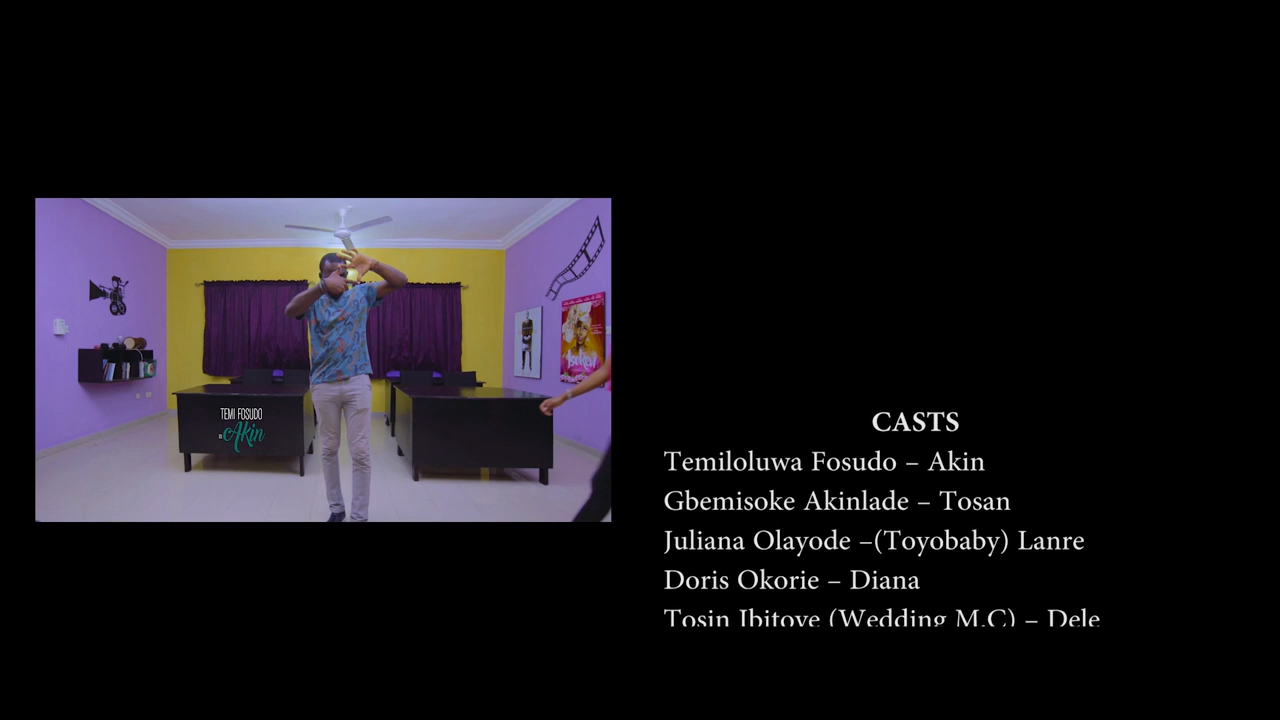 TEMI FOSUDO
as Akin
CASTS
Temiloluwa Fosudo – Akin
Gbemisoke Akinlade – Tosan
Juliana Olayode –(Toyobaby) Lanre
Doris Okorie – Diana
Tosin Ibitoye (Wedding M.C) – Dele